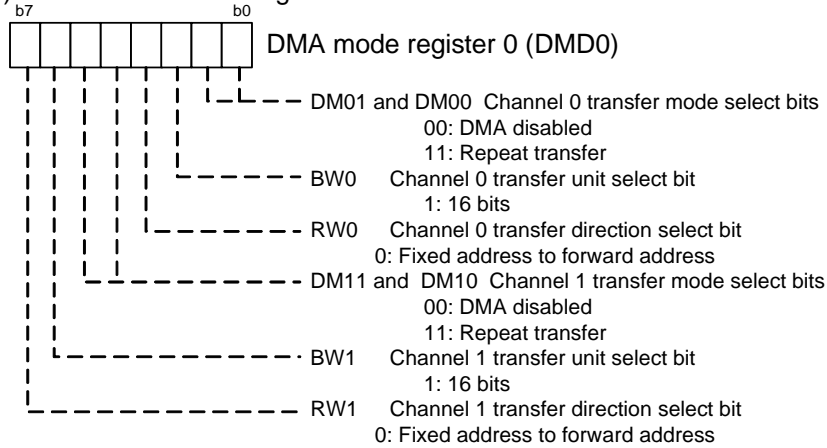 b7 b0
DMA mode register 0 (DMD0)
DM01 and DM00 Channel 0 transfer mode select bits
00: DMA disabled
11: Repeat transfer
BW0 Channel 0 transfer unit select bit
1: 16 bits
RW0 Channel 0 transfer direction select bit
0: Fixed address to forward address
DM11 and DM10 Channel 1 transfer mode select bits
00: DMA disabled
11: Repeat transfer
BW1 Channel 1 transfer unit select bit
1: 16 bits
RW1 Channel 1 transfer direction select bit
0: Fixed address to forward address